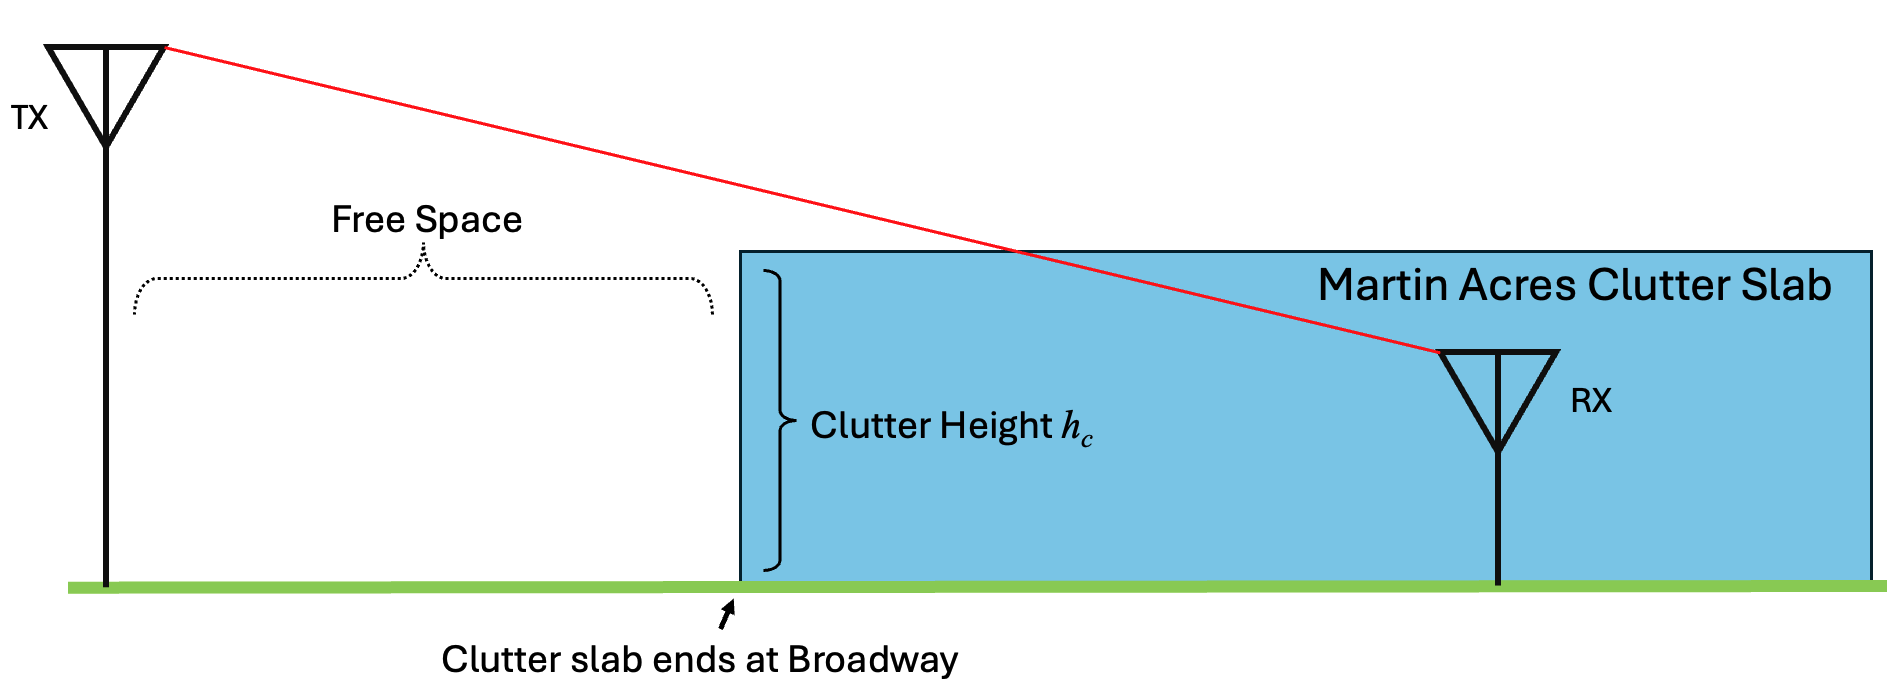 TX
Free Space
Martin Acres Clutter Slab
RX
Clutter Height h_c
Clutter slab ends at Broadway